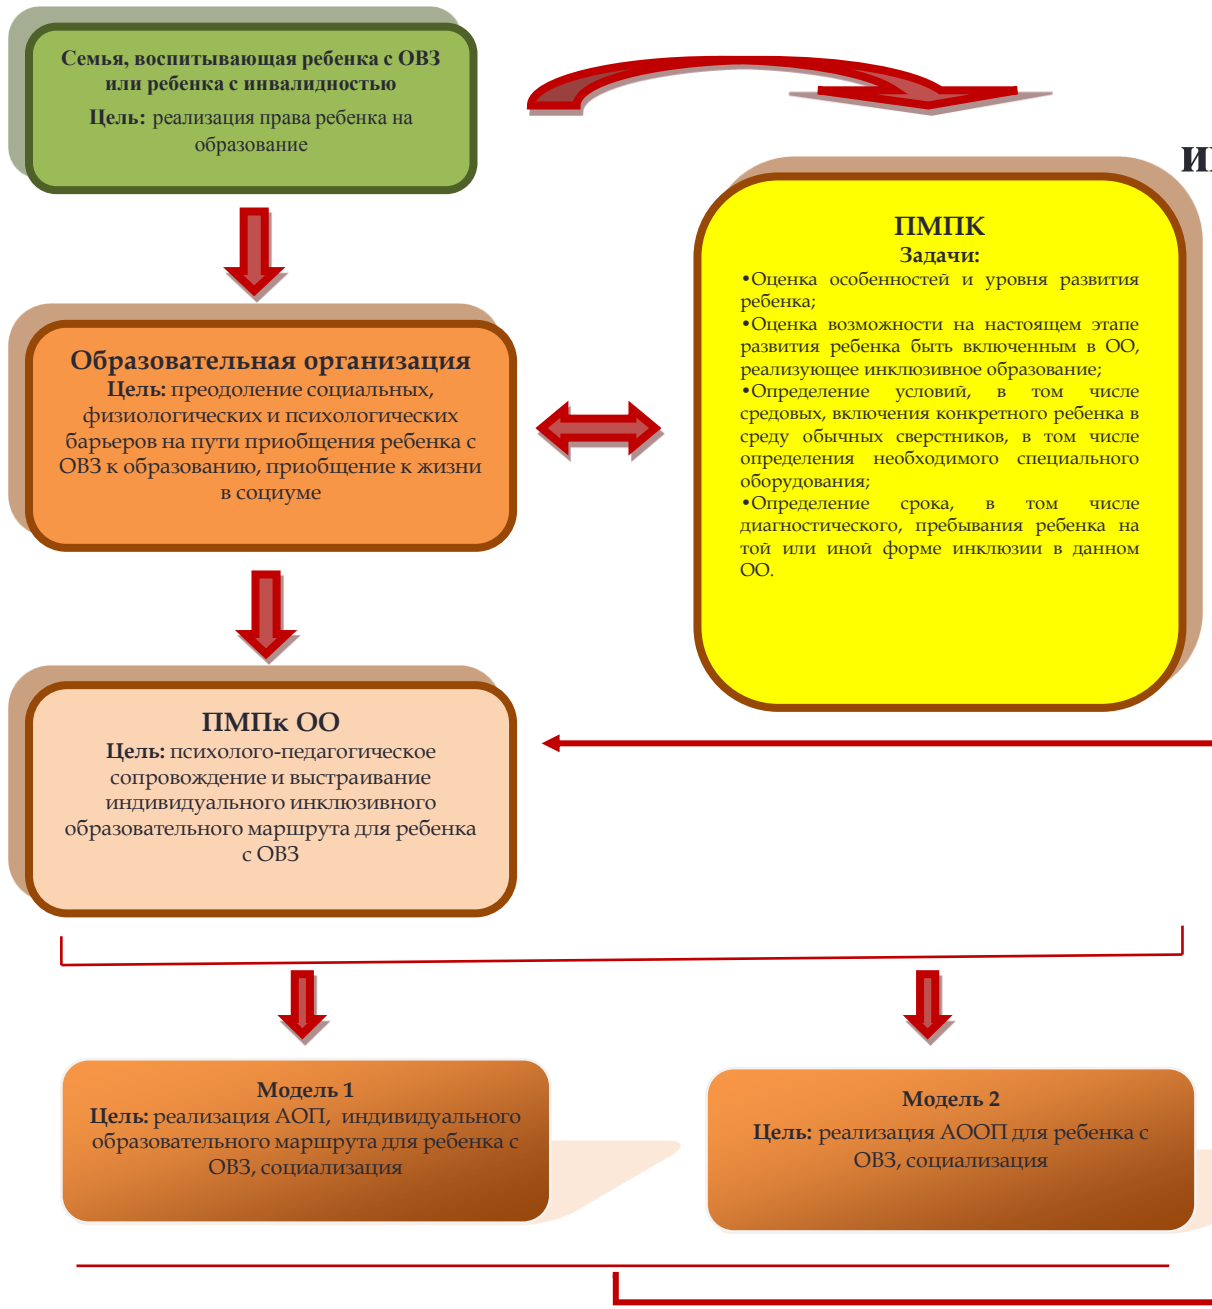 Семья, воспитывающая ребенка с ОВЗ
или ребенка с инвалидностью
Цель: реализация права ребенка на
образование
ПМПК
Задачи:
•Оценка особенностей и уровня развития
ребенка;
•Оценка возможности на настоящем этапе
развития ребенка быть включенным в ОО,
реализующее инклюзивное образование;
•Определение условий, в том числе
средовых, включения конкретного ребенка в
среду обычных сверстников, в том числе
определения необходимого специального
оборудования;
•Определение срока, в том числе
диагностического, пребывания ребенка на
той или иной форме инклюзии в данном
ОО.
Образовательная организация
Цель: преодоление социальных,
физиологических и психологических
барьеров на пути приобщения ребенка с
ОВЗ к образованию, приобщение к жизни
в социуме
ПМПк ОО
Цель: психолого-педагогическое
сопровождение и выстраивание
индивидуального инклюзивного
образовательного маршрута для ребенка
с ОВЗ
Модель 1
Цель: реализация АОП, индивидуального
образовательного маршрута для ребенка с
ОВЗ, социализация
Модель 2
Цель: реализация АООП для ребенка с
ОВЗ, социализация